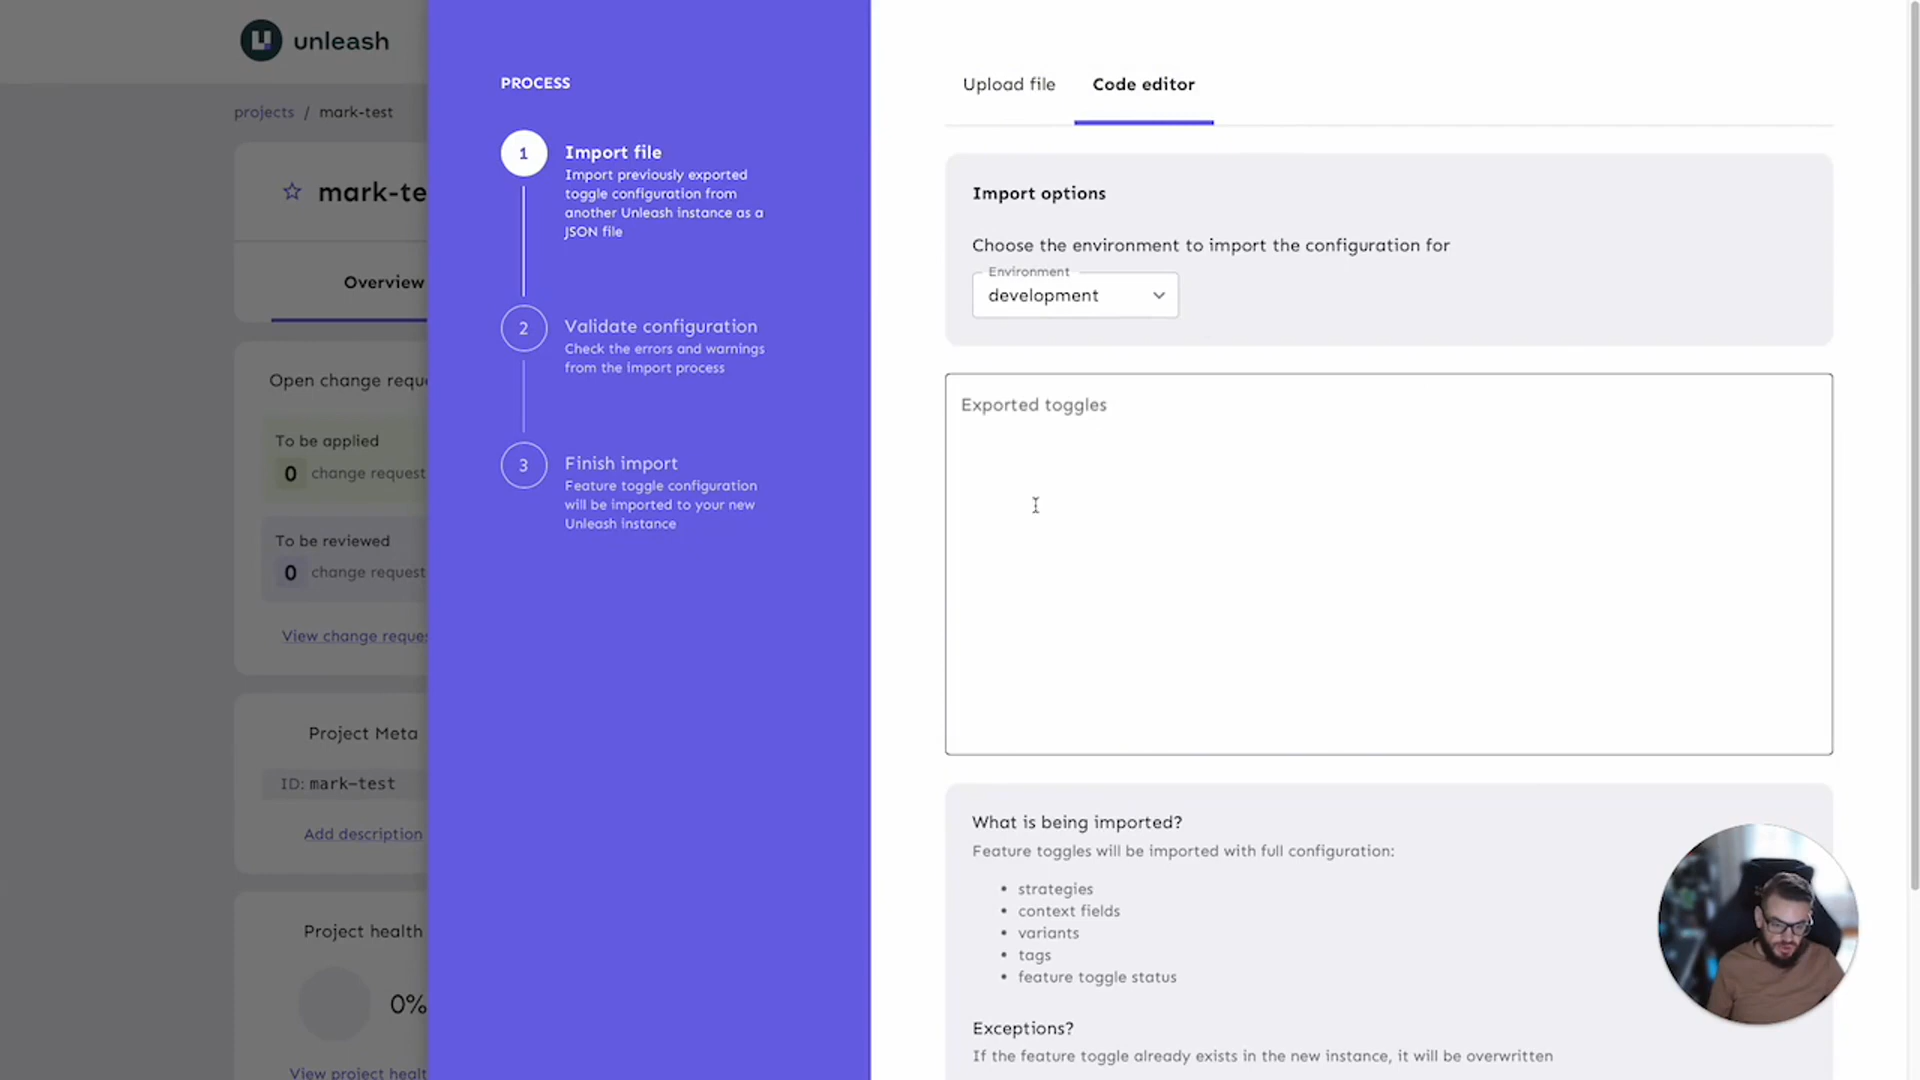 unleash
projects / mark-test
mark-te
Overview
Open change requ
To be applied
0 change request
To be reviewed
0 change request
View change reques
Project Meta
ID: mark-test
Add description
Project health
0%
View project healt
PROCESS
1
Import file
Import previously exported
toggle configuration from
another Unleash instance as a
JSON file
2
Validate configuration
Check the errors and warnings
from the import process
3
Finish import
Feature toggle configuration
will be imported to your new
Unleash instance
Upload file
Code editor
Import options
Choose the environment to import the configuration for
Environment
development
Exported toggles
What is being imported?
Feature toggles will be imported with full configuration:
• strategies
• context fields
• variants
• tags
• feature toggle status
Exceptions?
If the feature toggle already exists in the new instance, it will be overwritten